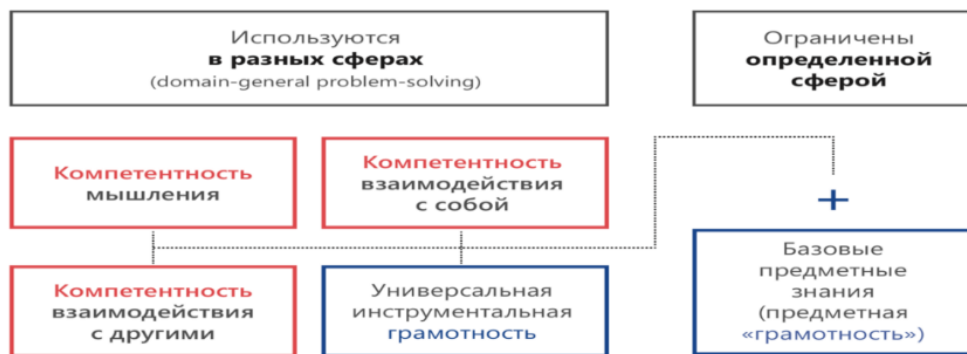 Используются
в разных сферах
(domain-general problem-solving)
Ограничены
определенной
сферой
Компетентность
мышления
Компетентность
взаимодействия
с собой
+
Компетентность
взаимодействия
с другими
Универсальная
инструментальная
грамотность
Базовые
предметные
знания
(предметная
«грамотность»)